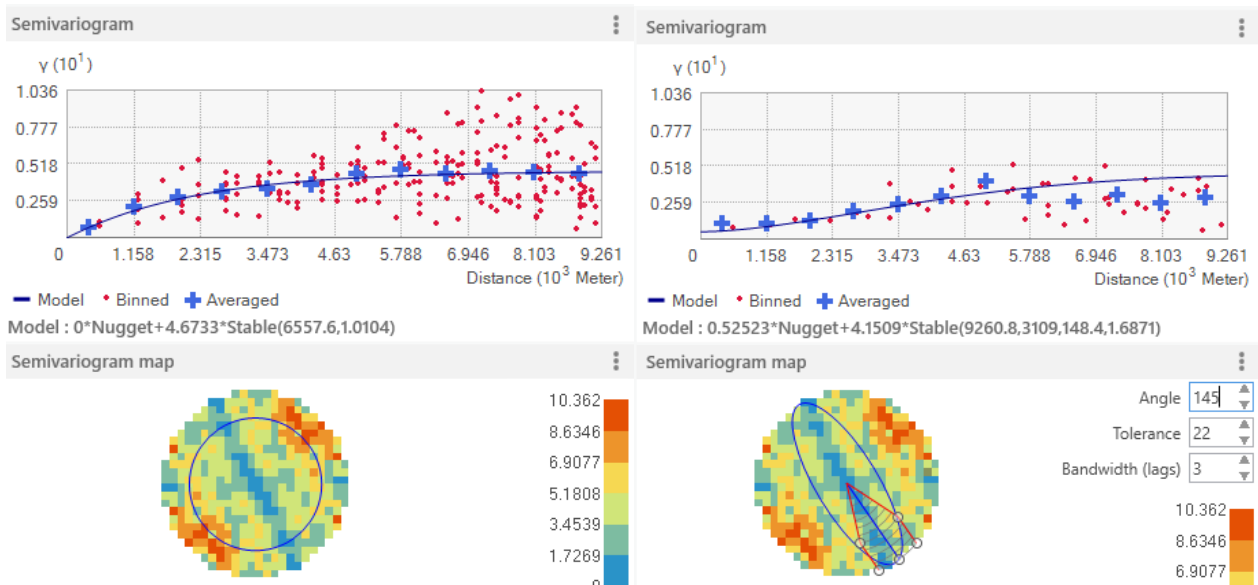 Semivariogram
γ (10¹)
1.036
0.777
0.518
0.259
0 1.158 2.315 3.473 4.63 5.788 6.946 8.103 9.261
Distance (10³ Meter)
Model Binned Averaged
Model : 0*Nugget+4.6733*Stable(6557.6,1.0104)
Semivariogram map
10.362
8.6346
6.9077
5.1808
3.4539
1.7269
0
Semivariogram
γ (10¹)
1.036
0.777
0.518
0.259
0 1.158 2.315 3.473 4.63 5.788 6.946 8.103 9.261
Distance (10³ Meter)
Model Binned Averaged
Model : 0.52523*Nugget+4.1509*Stable(9260.8,3109,148.4,1.6871)
Semivariogram map
Angle 145
Tolerance 22
Bandwidth (lags) 3
10.362
8.6346
6.9077